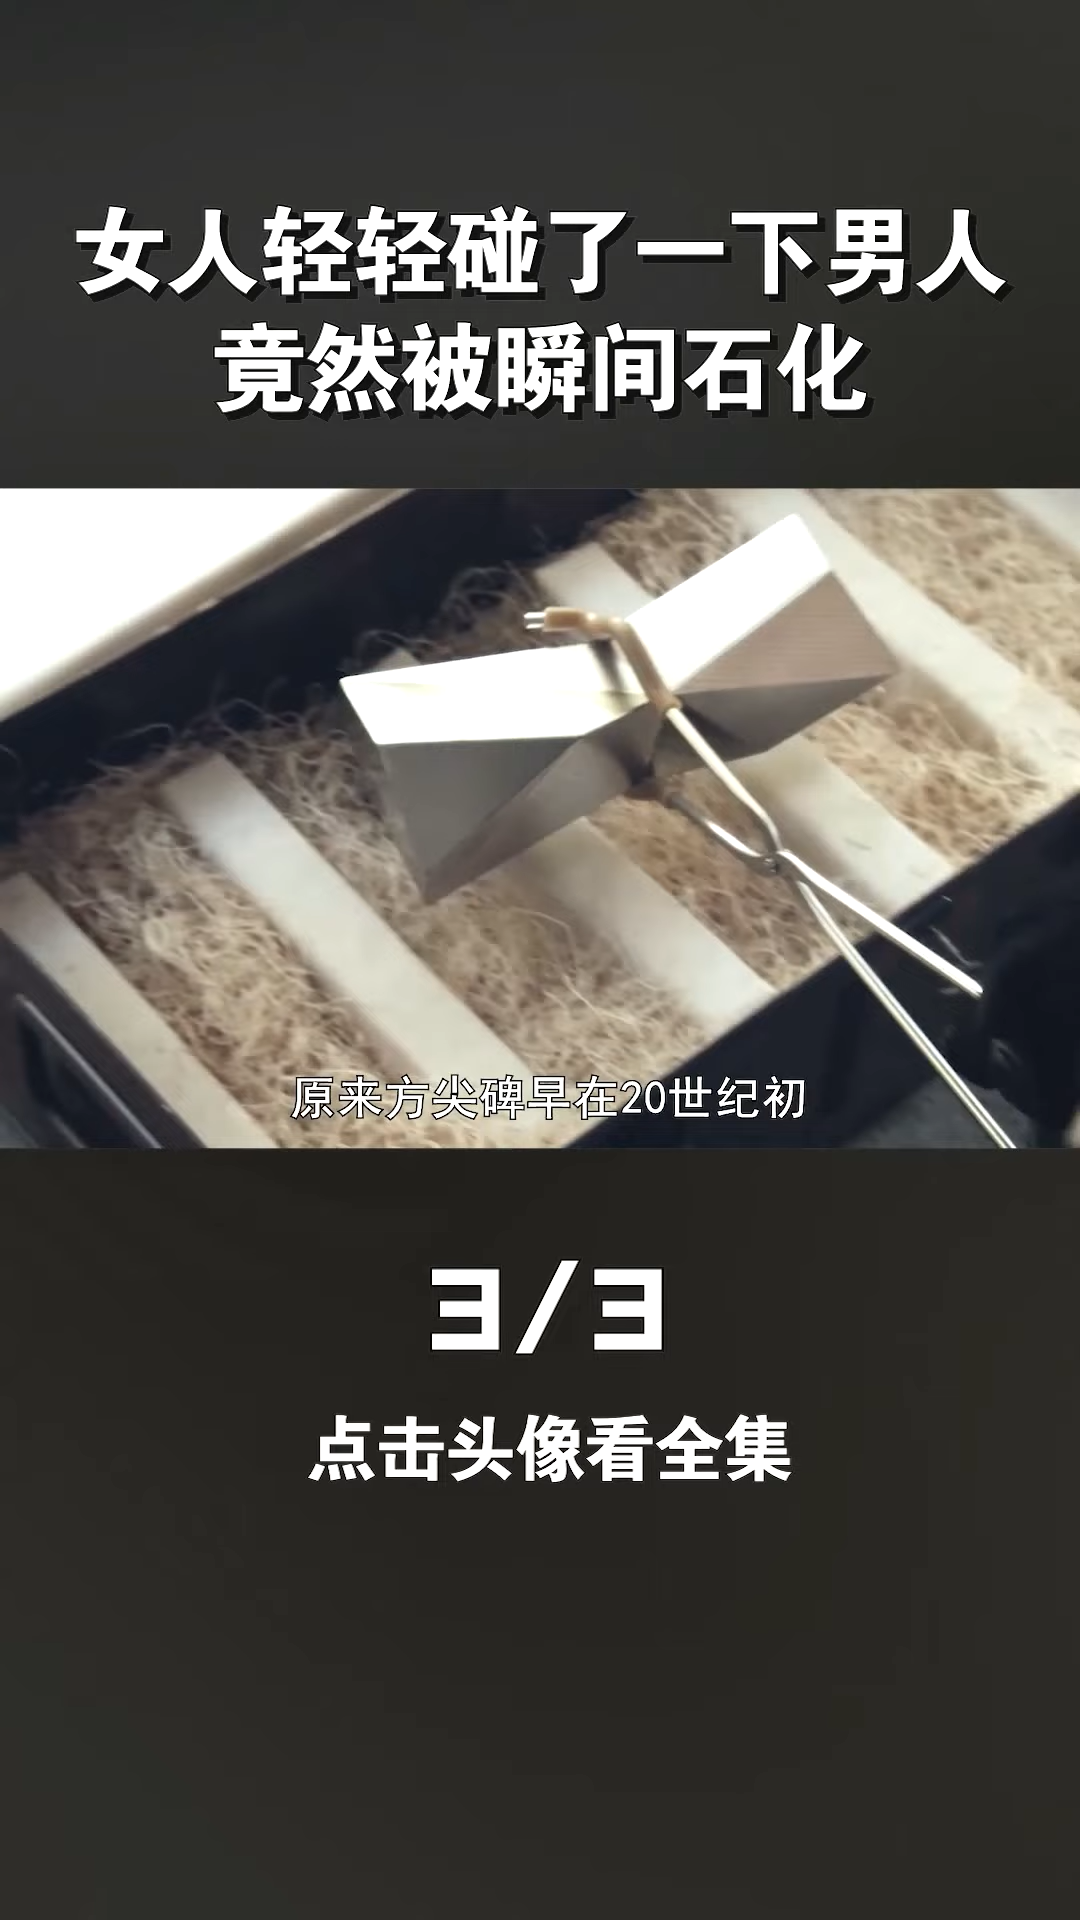 女人轻轻碰了一下男人
竟然被瞬间石化
原来方尖碑早在20世纪初
3/3
点击头像看全集